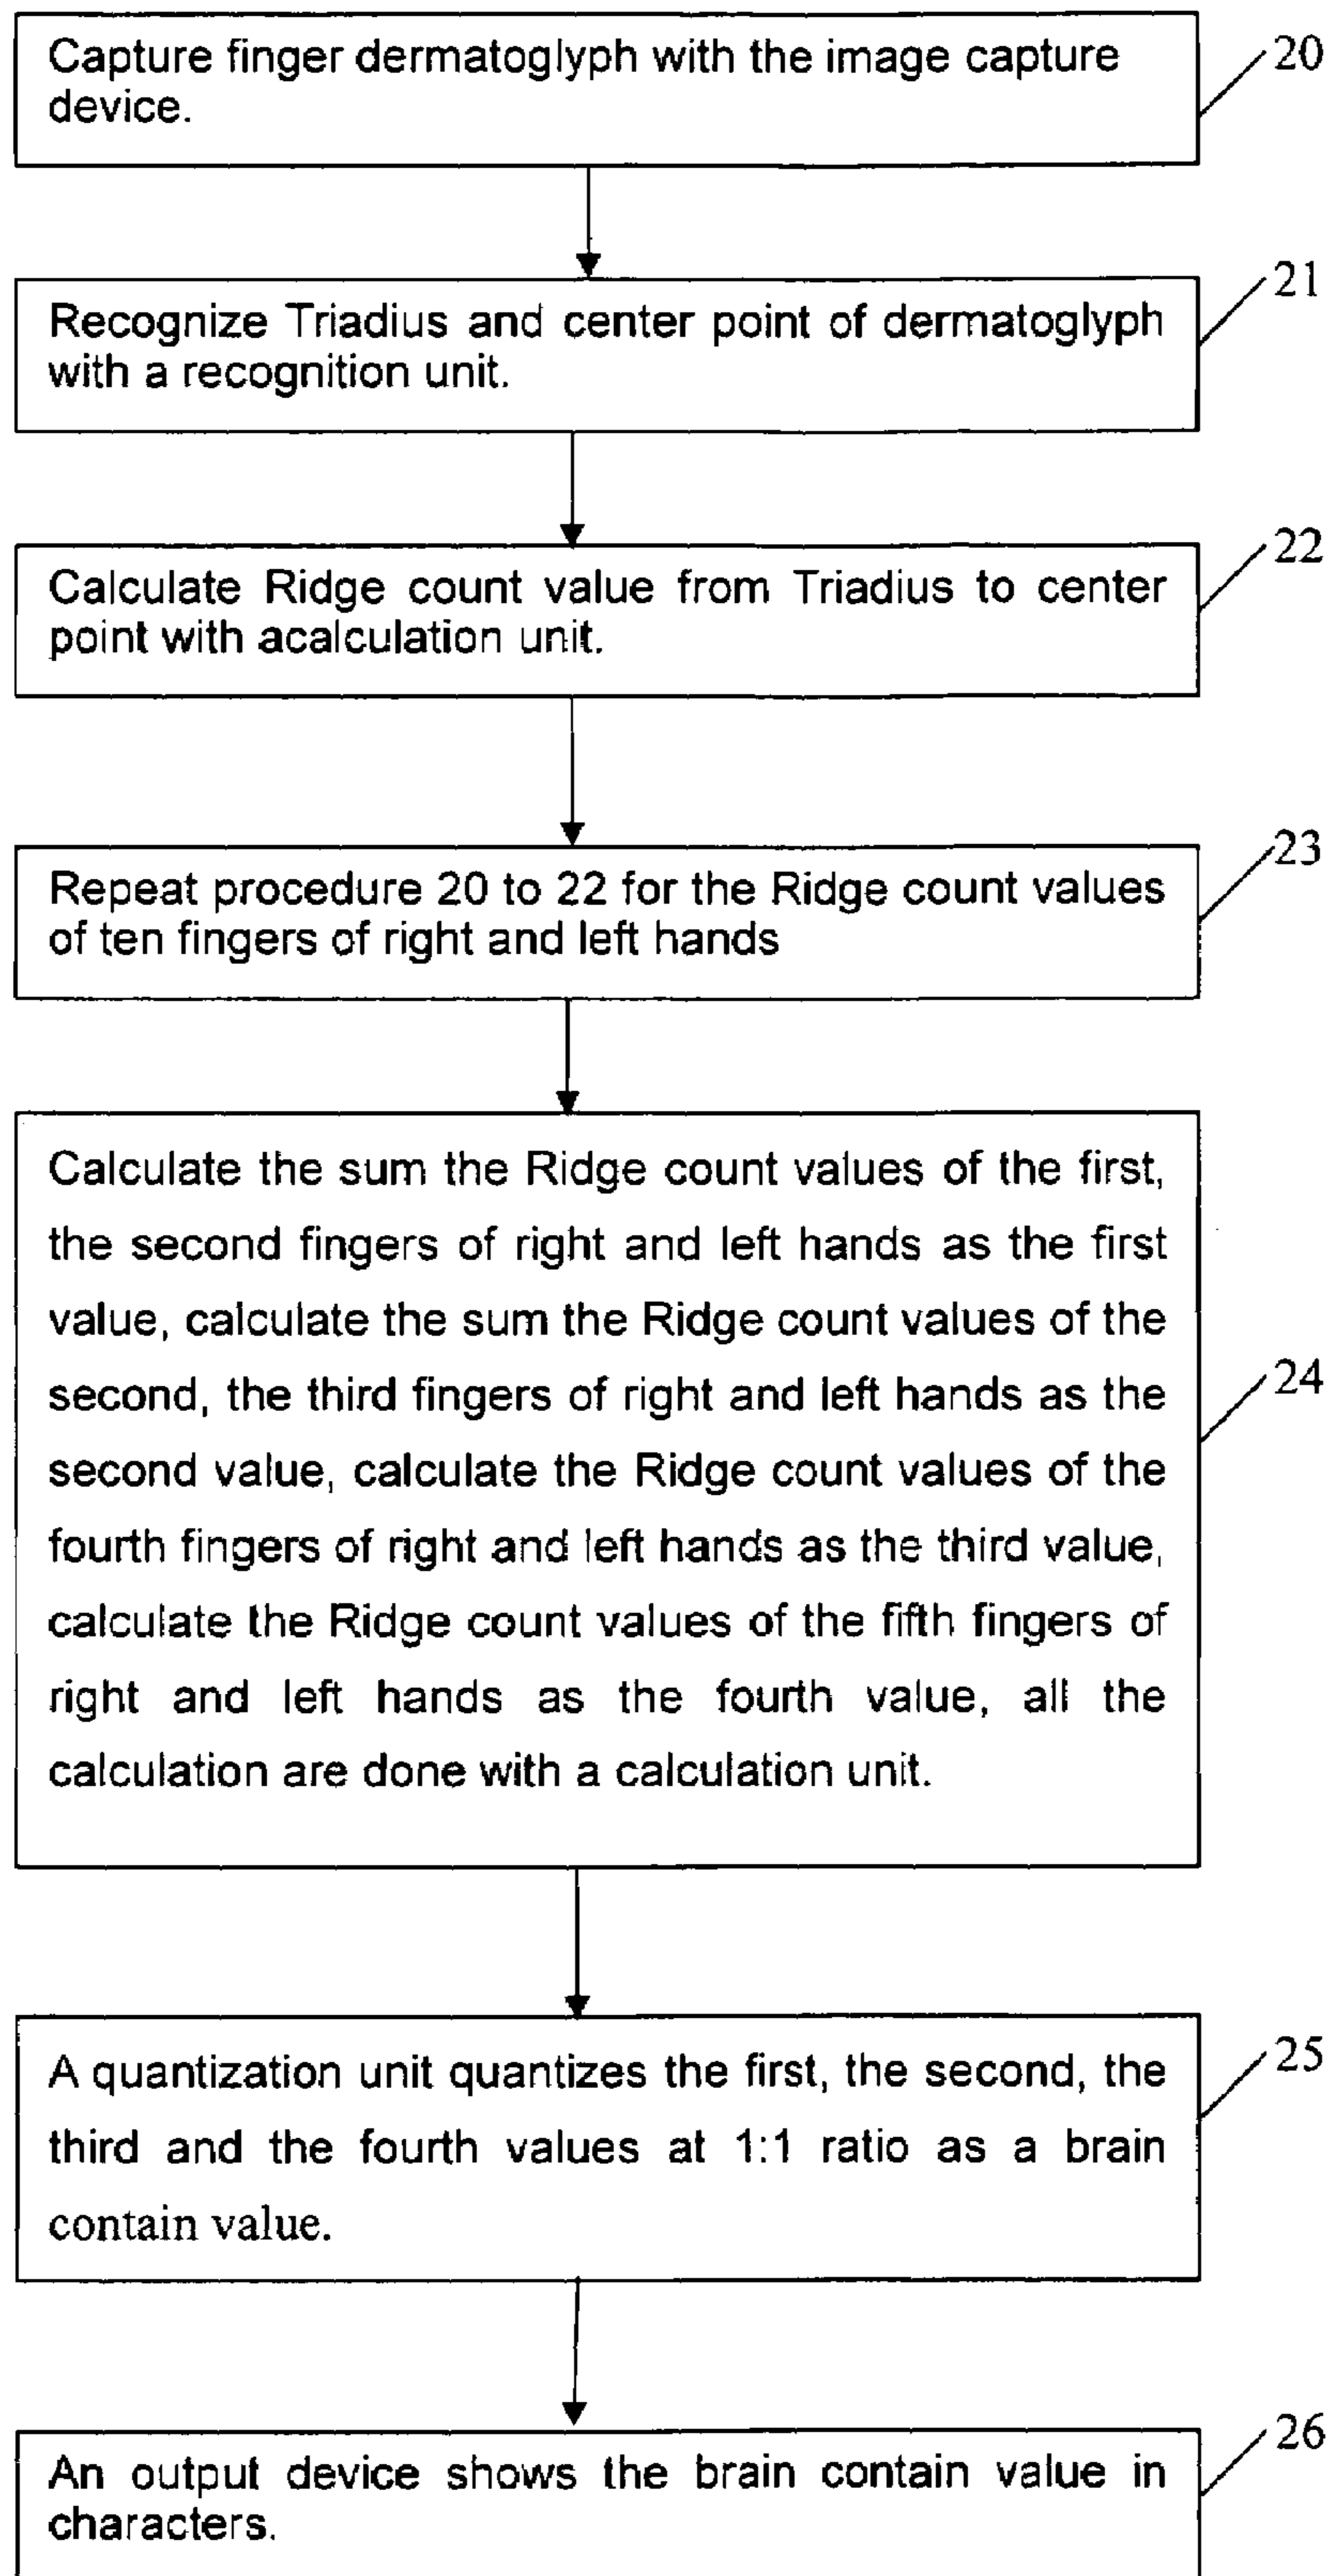 Capture finger dermatoglyph with the image capture
device.
20
Recognize Triadius and center point of dermatoglyph
with a recognition unit.
21
Calculate Ridge count value from Triadius to center
point with acalculation unit.
22
Repeat procedure 20 to 22 for the Ridge count values
of ten fingers of right and left hands
23
Calculate the sum the Ridge count values of the first,
the second fingers of right and left hands as the first
value, calculate the sum the Ridge count values of the
second, the third fingers of right and left hands as the
second value, calculate the Ridge count values of the
fourth fingers of right and left hands as the third value,
calculate the Ridge count values of the fifth fingers of
right and left hands as the fourth value, all the
calculation are done with a calculation unit.
24
A quantization unit quantizes the first, the second, the
third and the fourth values at 1:1 ratio as a brain
contain value.
25
An output device shows the brain contain value in
characters.
26